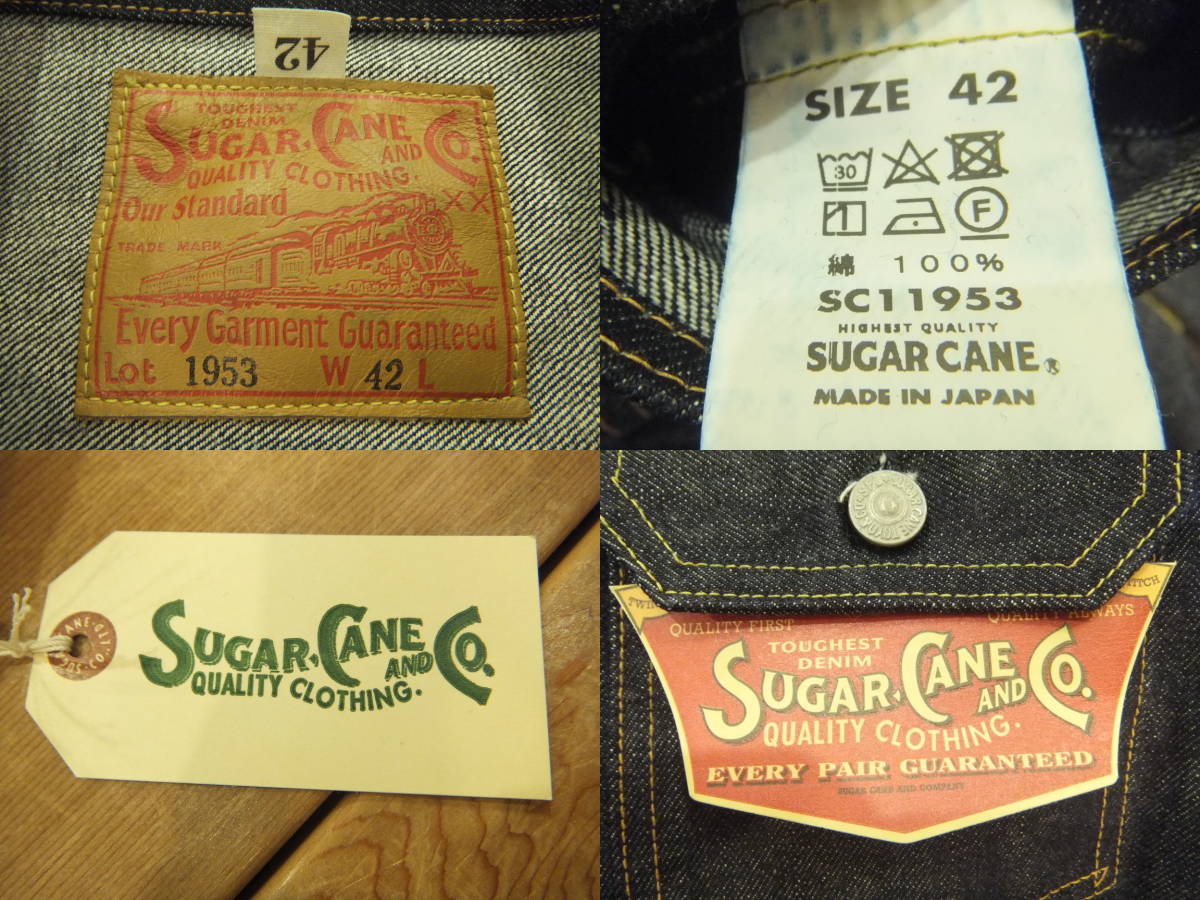 42
TOUGHEST
DENIM
SUGAR CANE AND CO.
QUALITY CLOTHING.
Our Standard
XX
TRADE MARK
Every Garment Guaranteed
Lot 1953 W 42 L
SIZE 42
30
F
綿 100%
SC11953
HIGHEST QUALITY
SUGAR CANE®
MADE IN JAPAN
SUGAR CANE AND CO.
QUALITY CLOTHING.
QUALITY FIRST
QUALITY ALWAYS
TOUGHEST
DENIM
SUGAR CANE AND CO.
QUALITY CLOTHING.
EVERY PAIR GUARANTEED
SUGAR CANE AND COMPANY